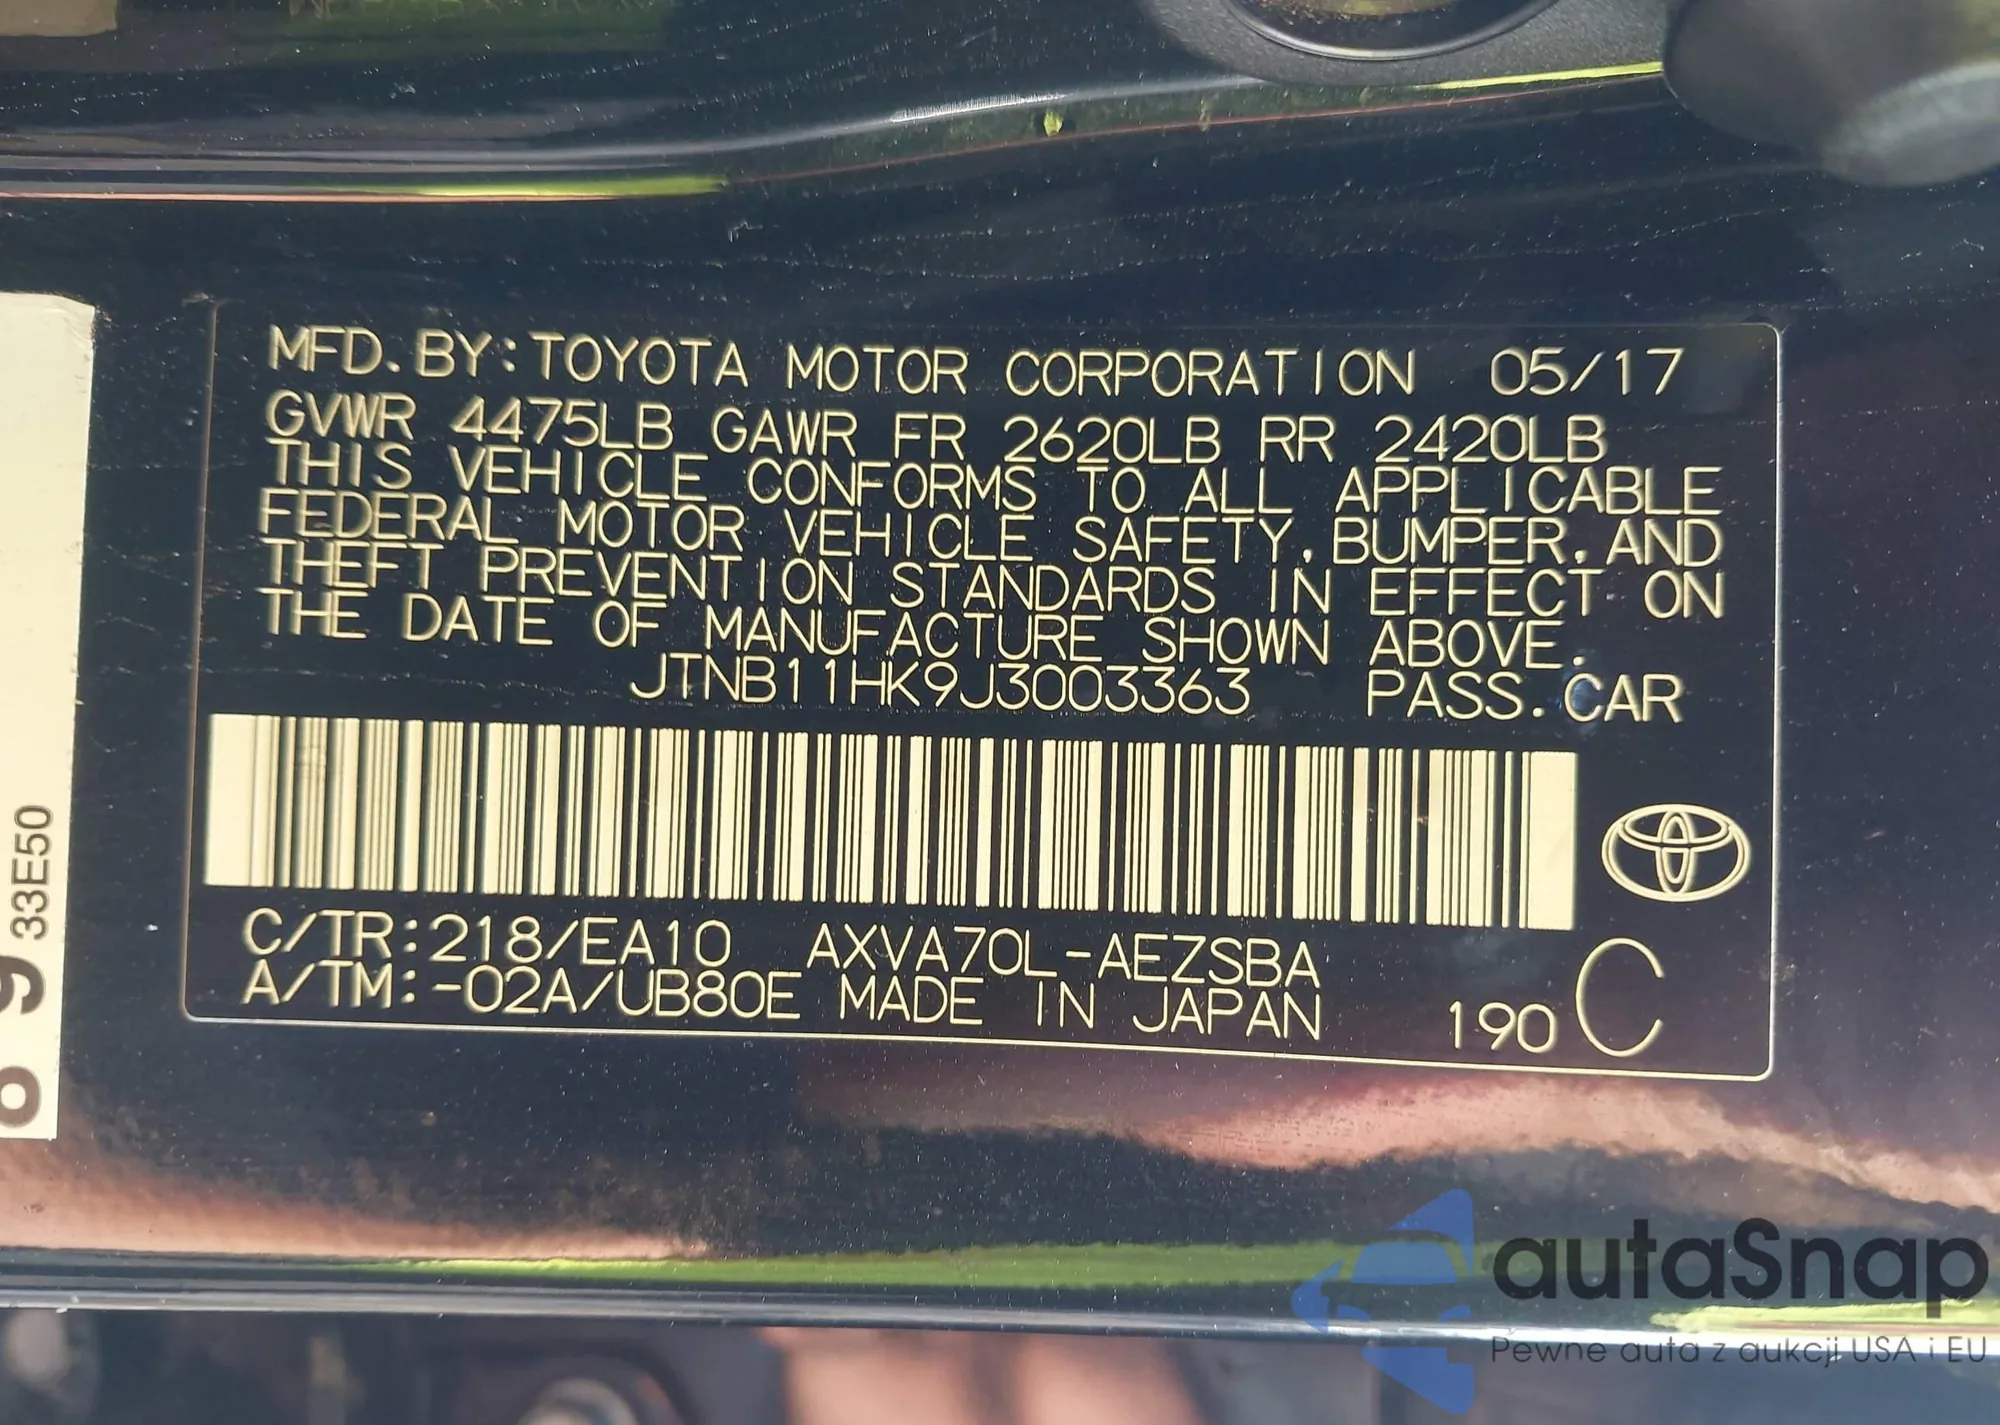 MFD. BY: TOYOTA MOTOR CORPORATION 05/17
GVWR 4475LB GAWR FR 2620LB RR 2420LB
THIS VEHICLE CONFORMS TO ALL APPLICABLE
FEDERAL MOTOR VEHICLE SAFETY, BUMPER, AND
THEFT PREVENTION STANDARDS IN EFFECT ON
THE DATE OF MANUFACTURE SHOWN ABOVE.
JTNB11HK9J3003363 PASS. CAR
C/TR: 218/EA10 AXVA70L-AEZSBA
A/TM: -02A/UB80E MADE IN JAPAN 190 C
33E50
autaSnap
Pewne auta z aukcji USA i EU